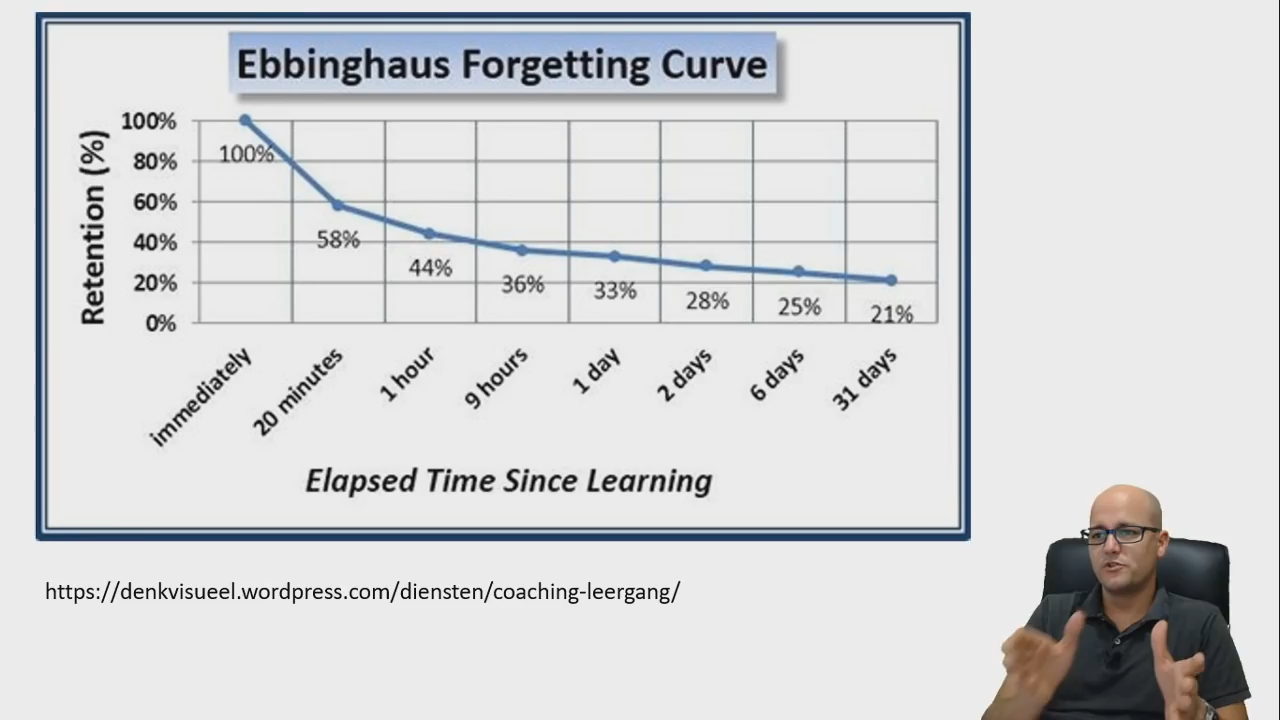 Ebbinghaus Forgetting Curve
Retention (%)
100%
80%
60%
40%
20%
0%
100%
58%
44%
36%
33%
28%
25%
21%
immediately
20 minutes
1 hour
9 hours
1 day
2 days
6 days
31 days
Elapsed Time Since Learning
https://denkvisueel.wordpress.com/diensten/coaching-leergang/